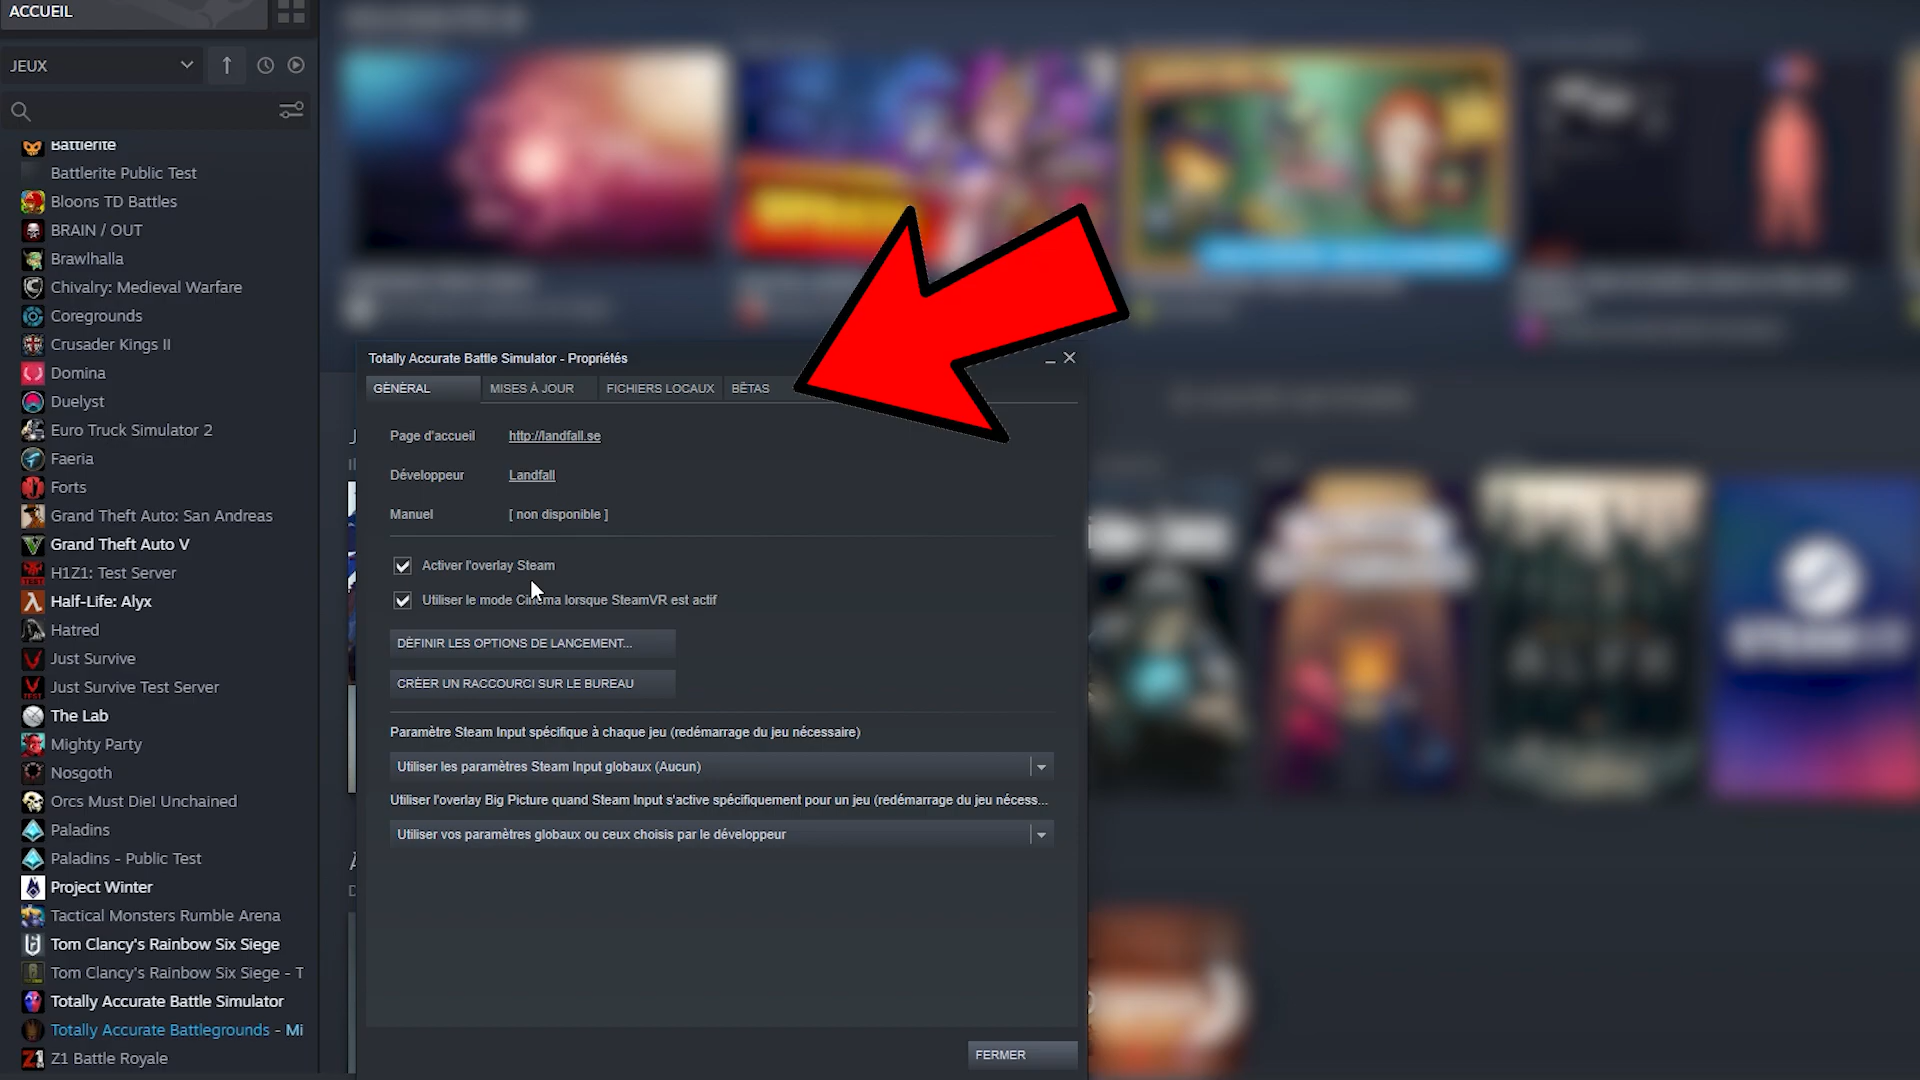 ACCUEIL
JEUX
Battlerite
Battlerite Public Test
Bloons TD Battles
BRAIN / OUT
Brawlhalla
Chivalry: Medieval Warfare
Coregrounds
Crusader Kings II
Domina
Duelyst
Euro Truck Simulator 2
Faeria
Forts
Grand Theft Auto: San Andreas
Grand Theft Auto V
H1Z1: Test Server
Half-Life: Alyx
Hatred
Just Survive
Just Survive Test Server
The Lab
Mighty Party
Nosgoth
Orcs Must Die! Unchained
Paladins
Paladins - Public Test
Project Winter
Tactical Monsters Rumble Arena
Tom Clancy's Rainbow Six Siege
Tom Clancy's Rainbow Six Siege - T
Totally Accurate Battle Simulator
Totally Accurate Battlegrounds - Mi
Z1 Battle Royale
Totally Accurate Battle Simulator - Propriétés
GÉNÉRAL MISES À JOUR FICHIERS LOCAUX BÊTAS
Page d'accueil http://landfall.se
Développeur Landfall
Manuel [ non disponible ]
Activer l'overlay Steam
Utiliser le mode Cinéma lorsque SteamVR est actif
DÉFINIR LES OPTIONS DE LANCEMENT...
CRÉER UN RACCOURCI SUR LE BUREAU
Paramètre Steam Input spécifique à chaque jeu (redémarrage du jeu nécessaire)
Utiliser les paramètres Steam Input globaux (Aucun)
Utiliser l'overlay Big Picture quand Steam Input s'active spécifiquement pour un jeu (redémarrage du jeu nécess...
Utiliser vos paramètres globaux ou ceux choisis par le développeur
FERMER